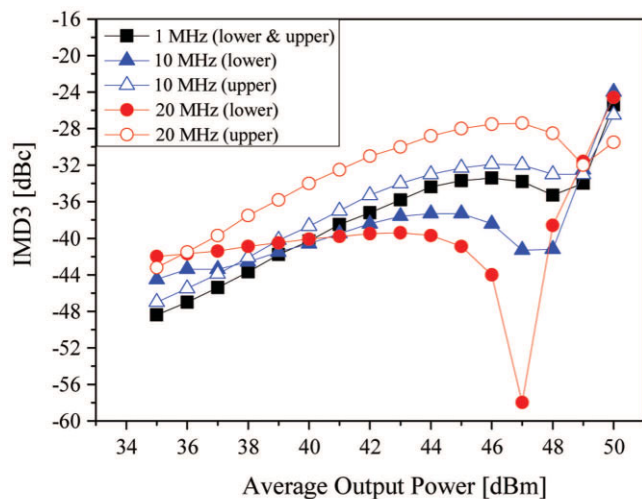 -16
-20
-24
-28
-32
-36
-40
-44
-48
-52
-56
-60
IMD3 [dBc]
1 MHz (lower & upper)
10 MHz (lower)
10 MHz (upper)
20 MHz (lower)
20 MHz (upper)
34 36 38 40 42 44 46 48 50
Average Output Power [dBm]